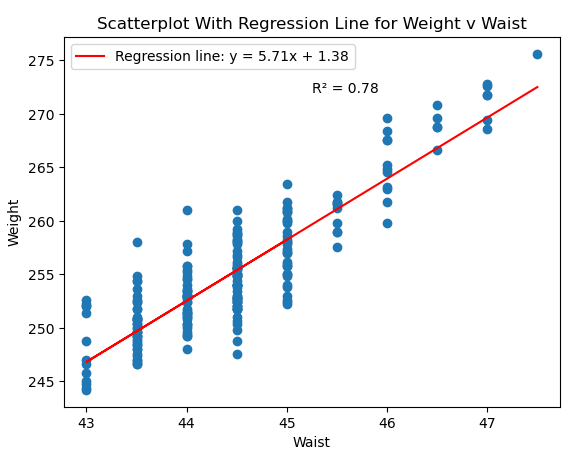 Scatterplot With Regression Line for Weight v Waist
Regression line: y = 5.71x + 1.38
R² = 0.78
275
270
265
260
255
250
245
Weight
43 44 45 46 47
Waist